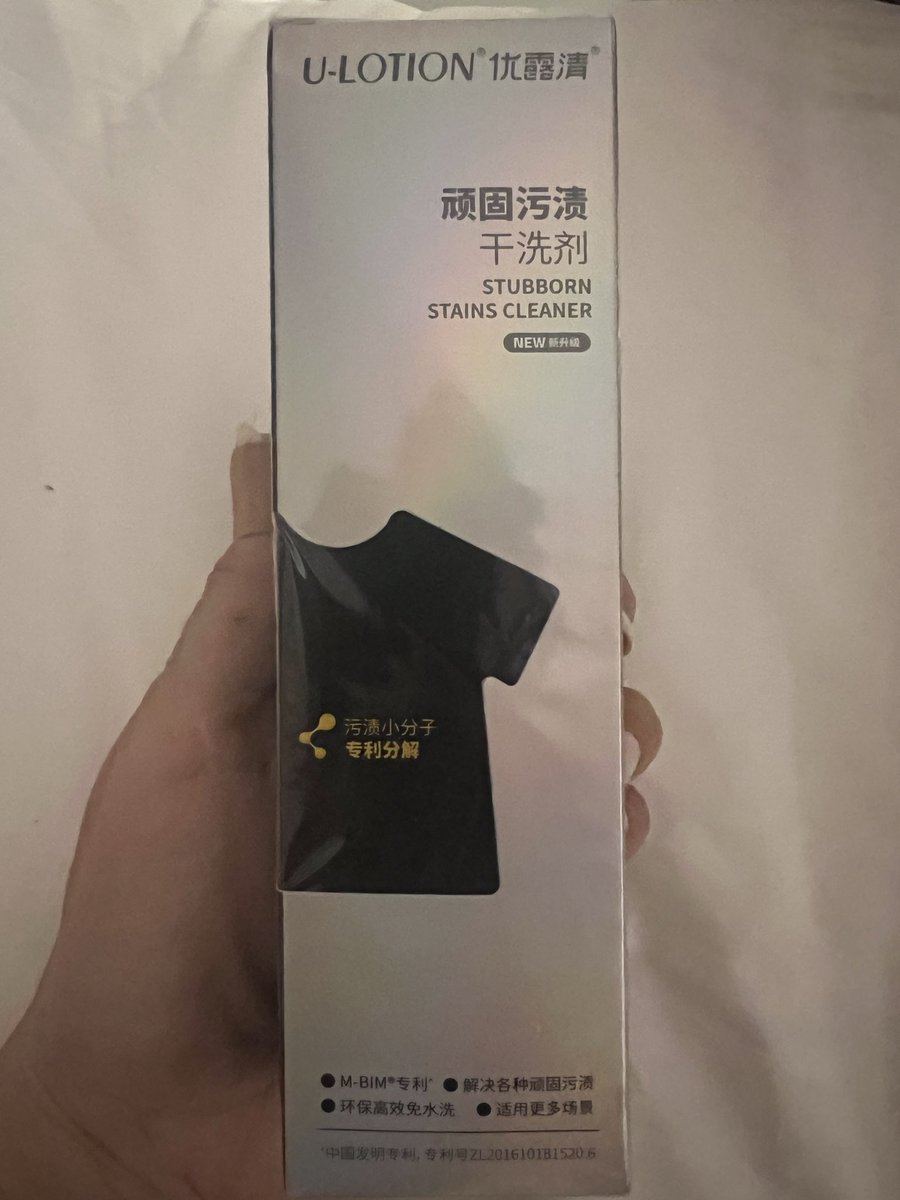 U-LOTION® 优露清®
顽固污渍
干洗剂
STUBBORN
STAINS CLEANER
NEW 新升级
污渍小分子
专利分解
● M-BIM®专利* ● 解决各种顽固污渍
● 环保高效免水洗 ● 适用更多场景
*中国发明专利, 专利号ZL201610181520.6